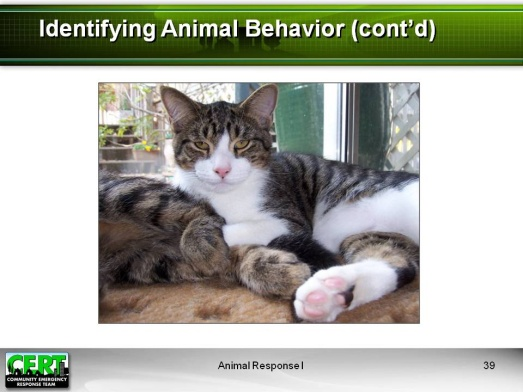 Identifying Animal Behavior (cont’d)
CERT
COMMUNITY EMERGENCY
RESPONSE TEAM
Animal Response I
39